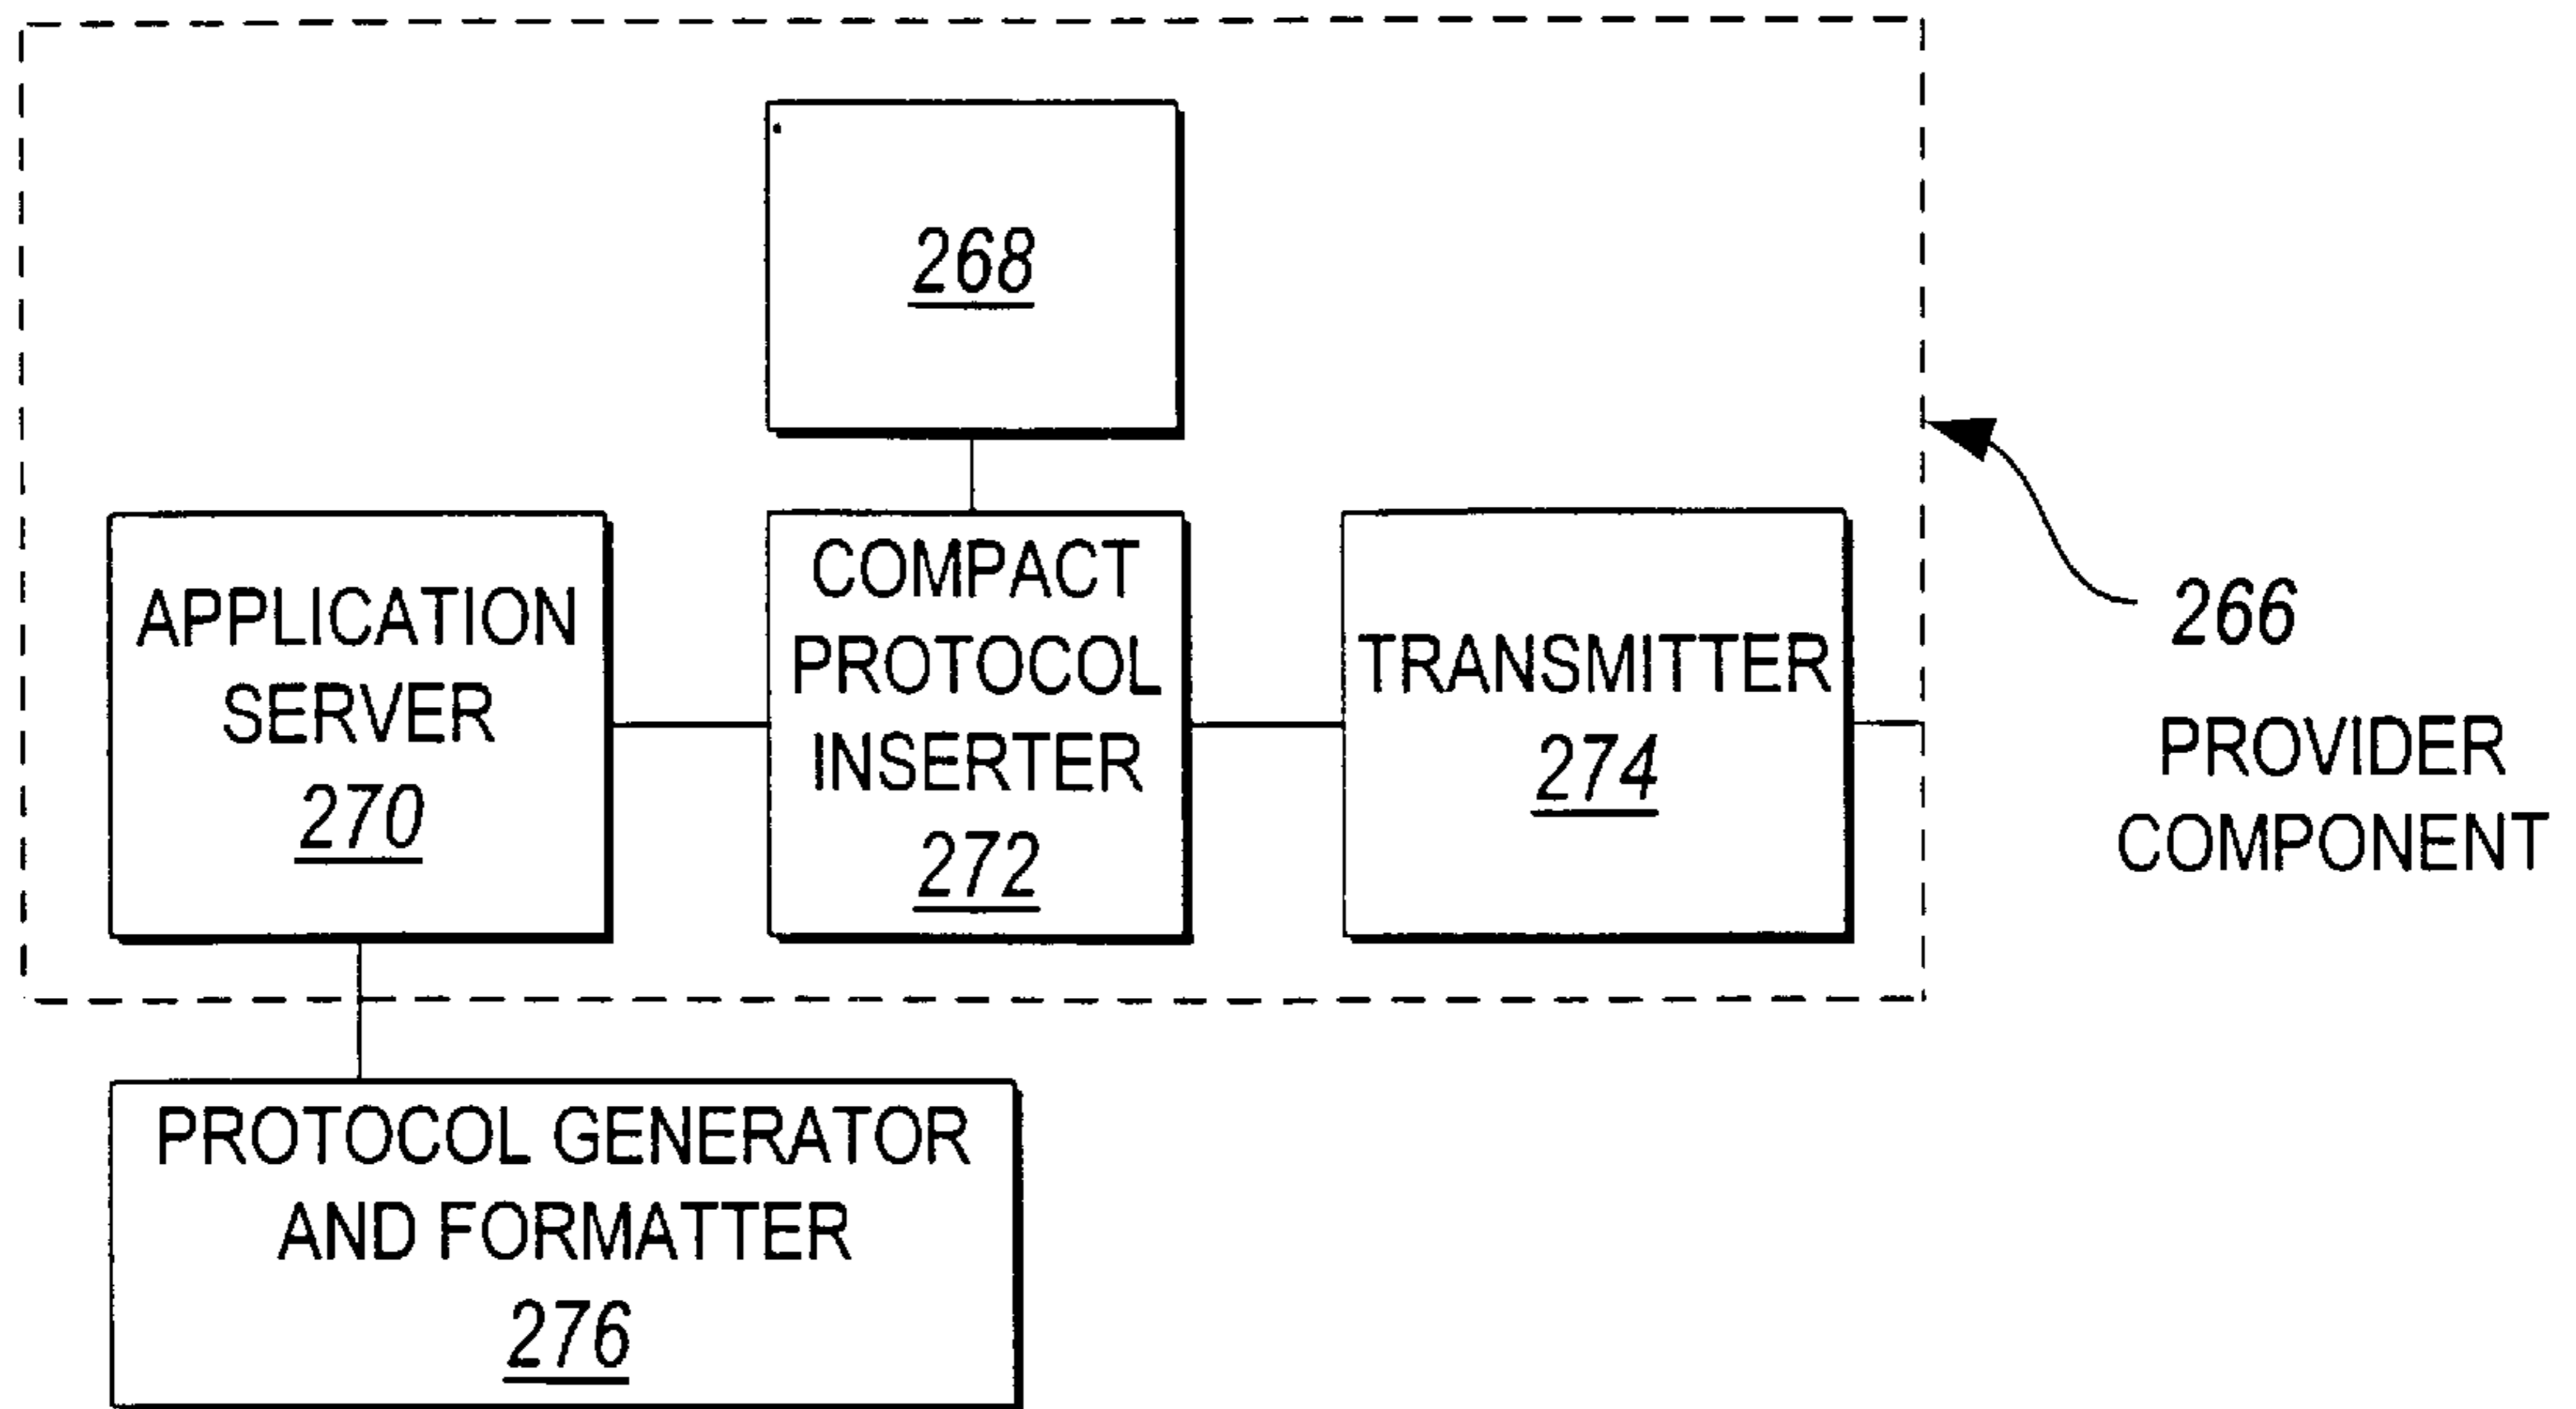 268
APPLICATION
SERVER
270
COMPACT
PROTOCOL
INSERTER
272
TRANSMITTER
274
266
PROVIDER
COMPONENT
PROTOCOL GENERATOR
AND FORMATTER
276